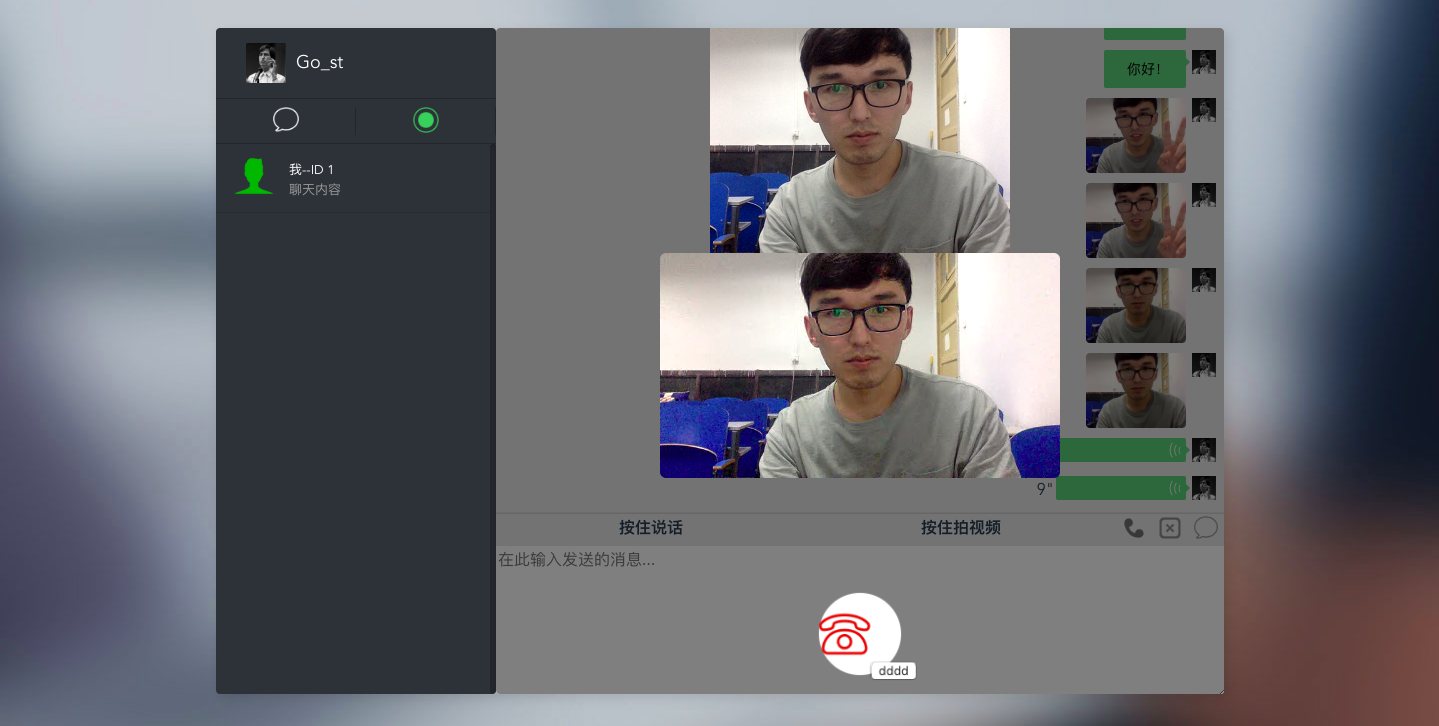 Go_st
我--ID 1
聊天内容
你好!
9"
按住说话
按住拍视频
在此输入发送的消息...
dddd